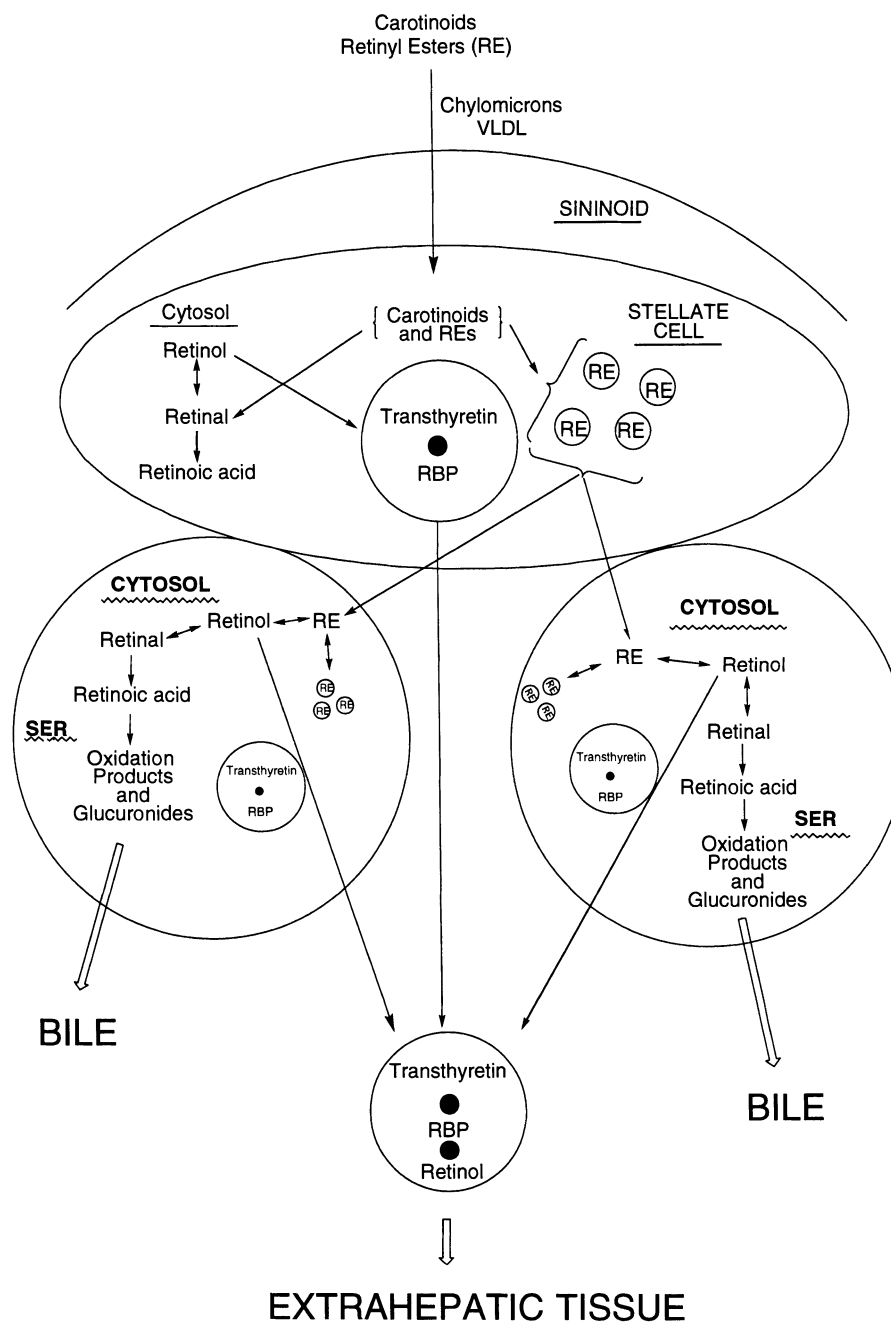 Carotinoids
Retinyl Esters (RE)
Chylomicrons
VLDL
SININOID
Cytosol
Retinol
Retinal
Retinoic acid
{ Carotinoids }
and REs
STELLATE
CELL
RE
RE
RE
RE
Transthyretin
RBP
CYTOSOL
Retinol
RE
Retinal
Retinoic acid
RE
RE
RE
SER
Oxidation
Products
and
Glucuronides
Transthyretin
RBP
BILE
CYTOSOL
RE
Retinol
RE
RE
RE
Retinal
Transthyretin
RBP
Retinoic acid
SER
Oxidation
Products
and
Glucuronides
BILE
Transthyretin
RBP
Retinol
EXTRAHEPATIC TISSUE